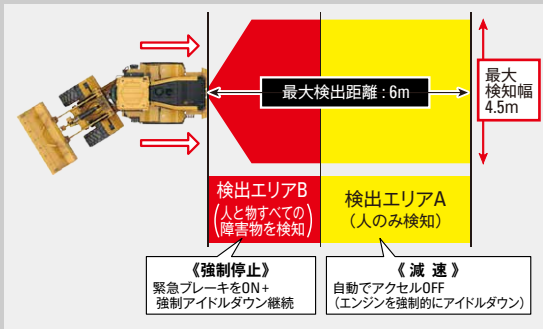 最大検出距離：6m
最大
検知幅
4.5m
検出エリアB
(人と物すべての
障害物を検知)
検出エリアA
（人のみ検知）
《強制停止》
緊急ブレーキをON＋
強制アイドルダウン継続
《 減 速 》
自動でアクセルOFF
（エンジンを強制的にアイドルダウン）